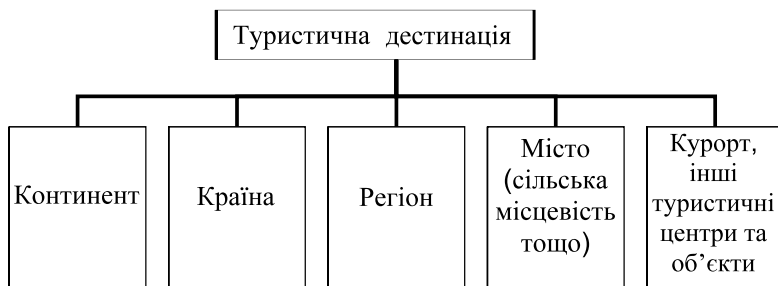 Туристична дестинація
Континент
Країна
Регіон
Місто
(сільська
місцевість
тощо)
Курорт,
інші
туристичні
центри та
об’єкти